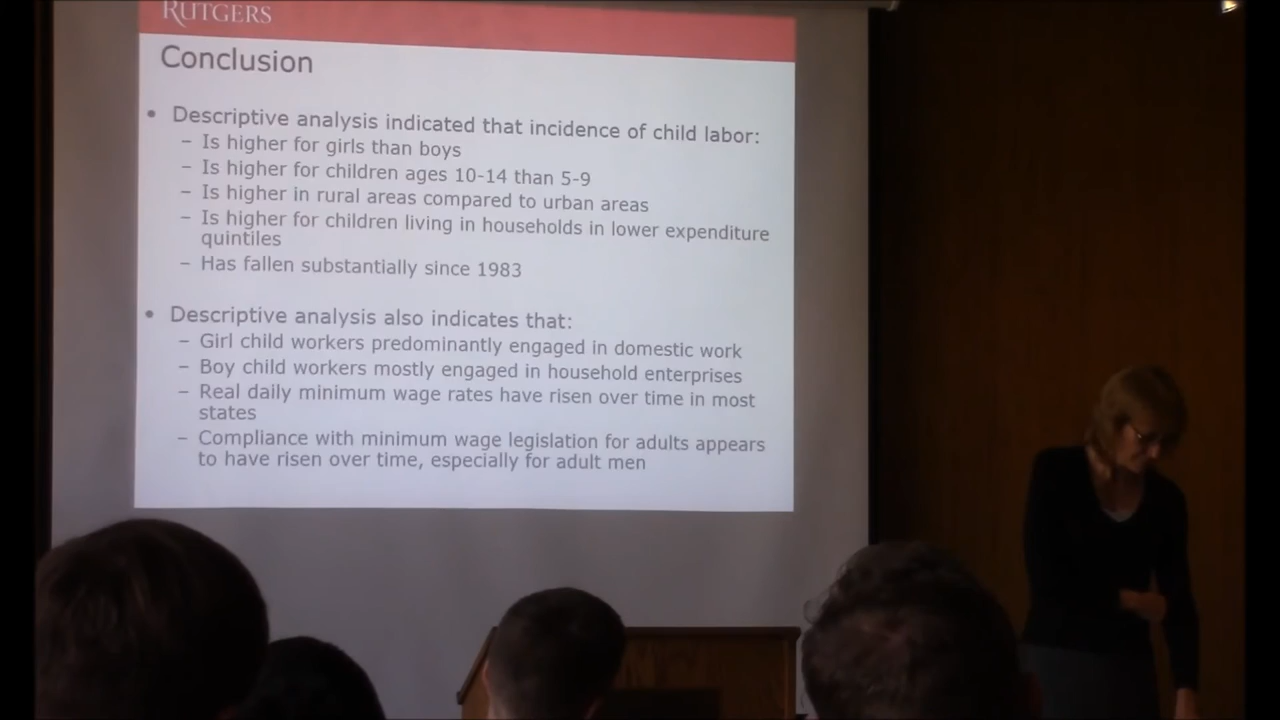 RUTGERS
Conclusion
• Descriptive analysis indicated that incidence of child labor:
– Is higher for girls than boys
– Is higher for children ages 10-14 than 5-9
– Is higher in rural areas compared to urban areas
– Is higher for children living in households in lower expenditure
quintiles
– Has fallen substantially since 1983
• Descriptive analysis also indicates that:
– Girl child workers predominantly engaged in domestic work
– Boy child workers mostly engaged in household enterprises
– Real daily minimum wage rates have risen over time in most
states
– Compliance with minimum wage legislation for adults appears
to have risen over time, especially for adult men